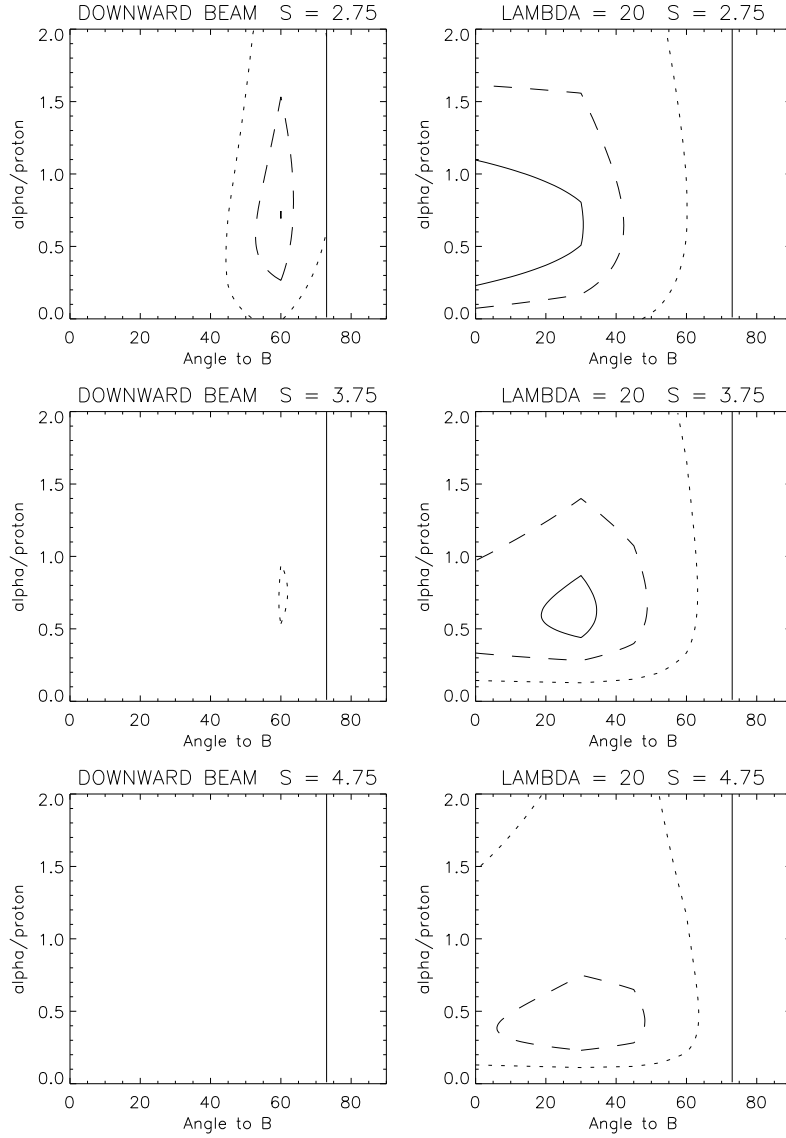 DOWNWARD BEAM S = 2.75
2.0
1.5
1.0
0.5
0.0
alpha/proton
0 20 40 60 80
Angle to B
LAMBDA = 20 S = 2.75
2.0
1.5
1.0
0.5
0.0
alpha/proton
0 20 40 60 80
Angle to B
DOWNWARD BEAM S = 3.75
2.0
1.5
1.0
0.5
0.0
alpha/proton
0 20 40 60 80
Angle to B
LAMBDA = 20 S = 3.75
2.0
1.5
1.0
0.5
0.0
alpha/proton
0 20 40 60 80
Angle to B
DOWNWARD BEAM S = 4.75
2.0
1.5
1.0
0.5
0.0
alpha/proton
0 20 40 60 80
Angle to B
LAMBDA = 20 S = 4.75
2.0
1.5
1.0
0.5
0.0
alpha/proton
0 20 40 60 80
Angle to B